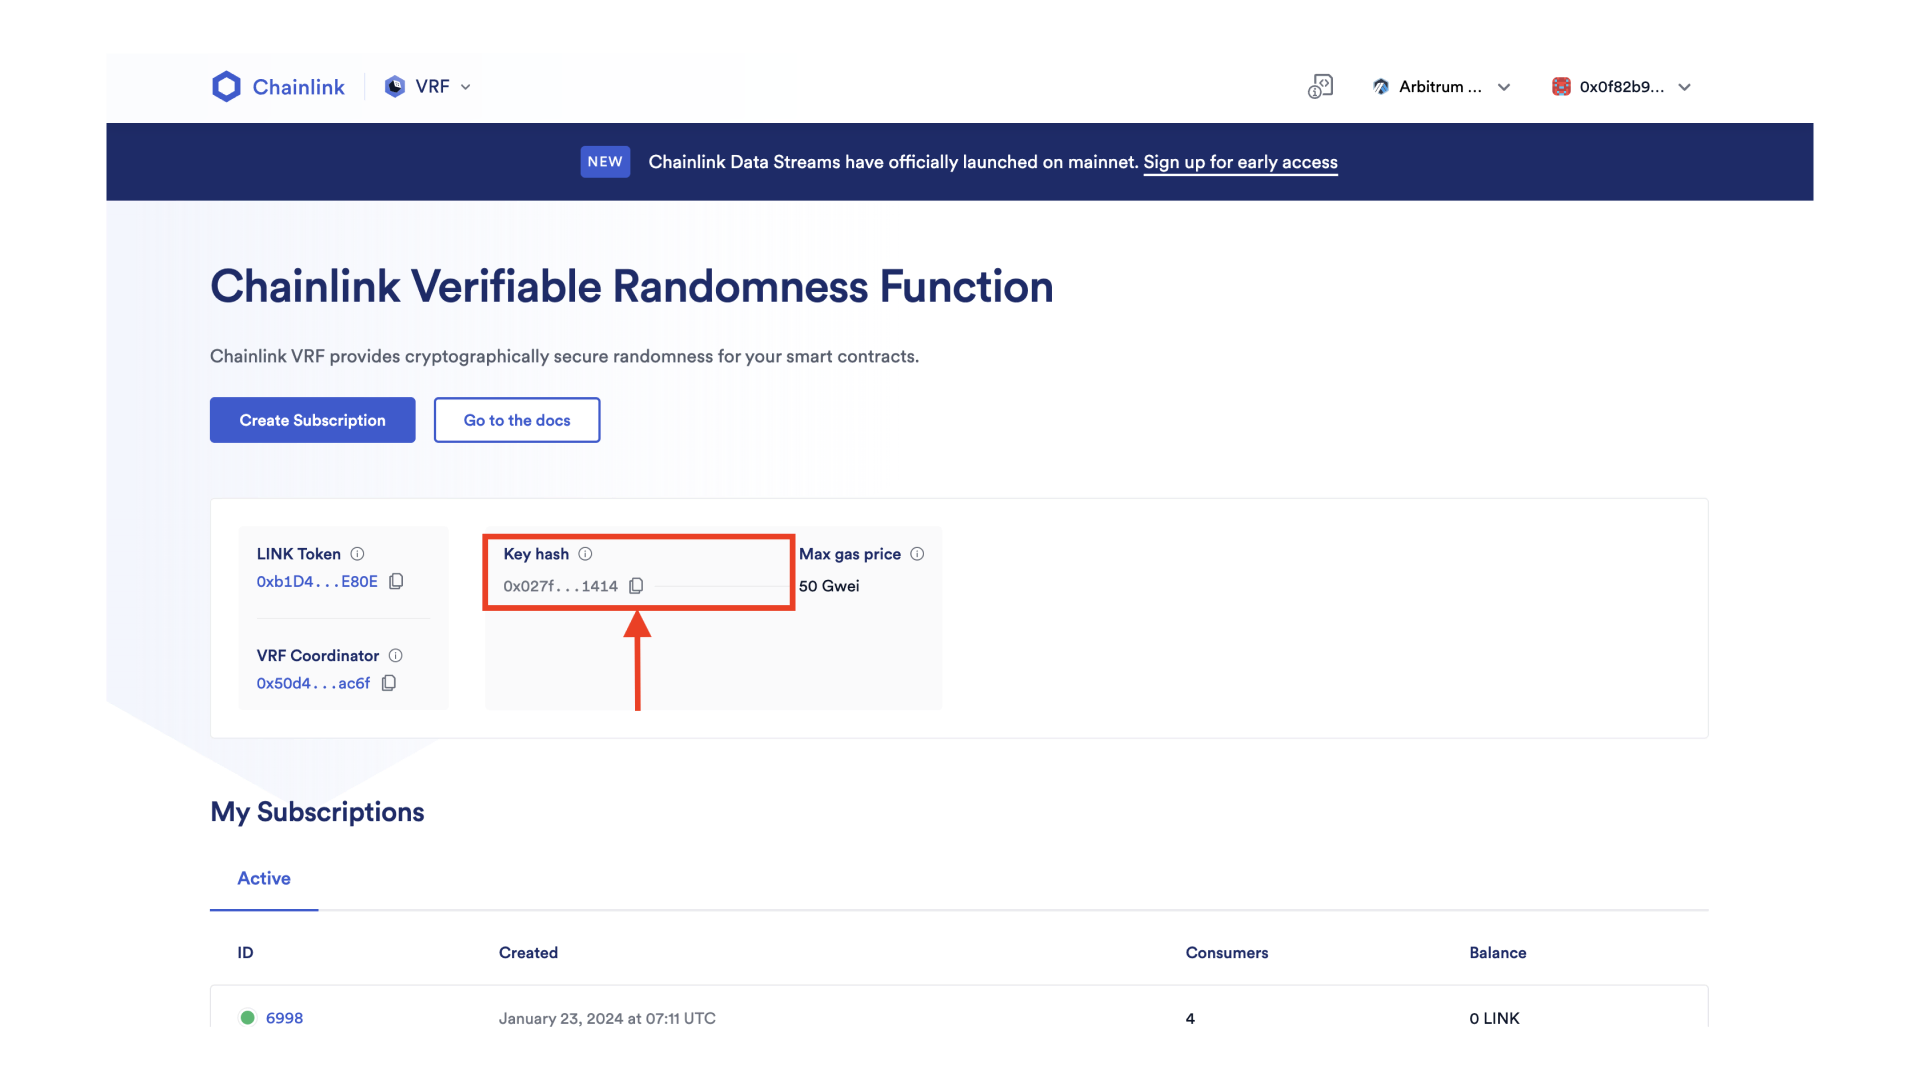 Chainlink VRF Arbitrum ... 0x0f82b9...
NEW Chainlink Data Streams have officially launched on mainnet. Sign up for early access
Chainlink Verifiable Randomness Function
Chainlink VRF provides cryptographically secure randomness for your smart contracts.
Create Subscription Go to the docs
LINK Token
0xb1D4...E80E
VRF Coordinator
0x50d4...ac6f
Key hash Max gas price
0x027f...1414 50 Gwei
My Subscriptions
Active
ID Created Consumers Balance
6998 January 23, 2024 at 07:11 UTC 4 0 LINK